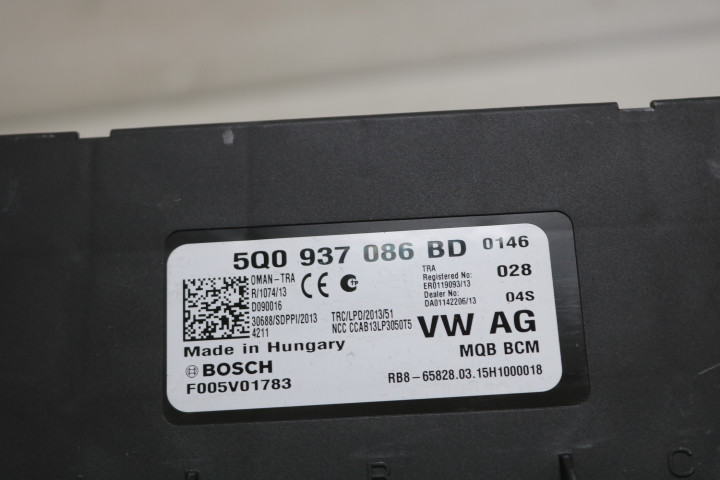 5Q0 937 086 BD 0146
OMAN-TRA
R/1074/13
D090016
30688/SDPPI/2013
4211
CE
TRC/LPD/2013/51
NCC CCAB13LP3050T5
TRA
Registered No:
ER0119093/13
Dealer No:
DA01142206/13
028
04S
VW AG
MQB BCM
Made in Hungary
BOSCH
F005V01783
RB8-65828.03.15H1000018
A B C